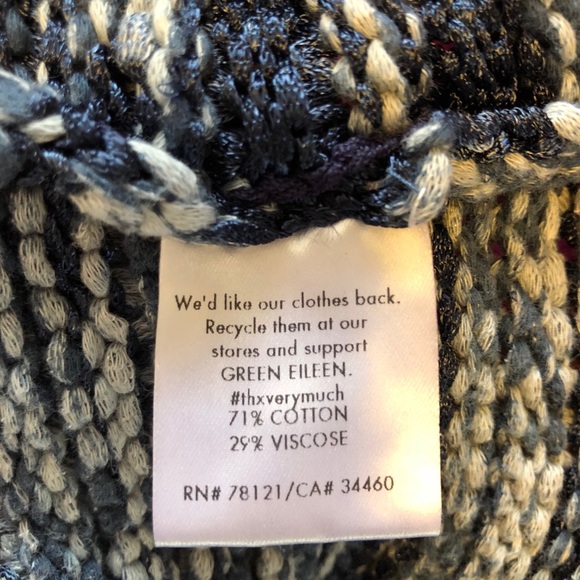 We'd like our clothes back.
Recycle them at our
stores and support
GREEN EILEEN.
#thxverymuch
71% COTTON
29% VISCOSE
RN# 78121/CA# 34460